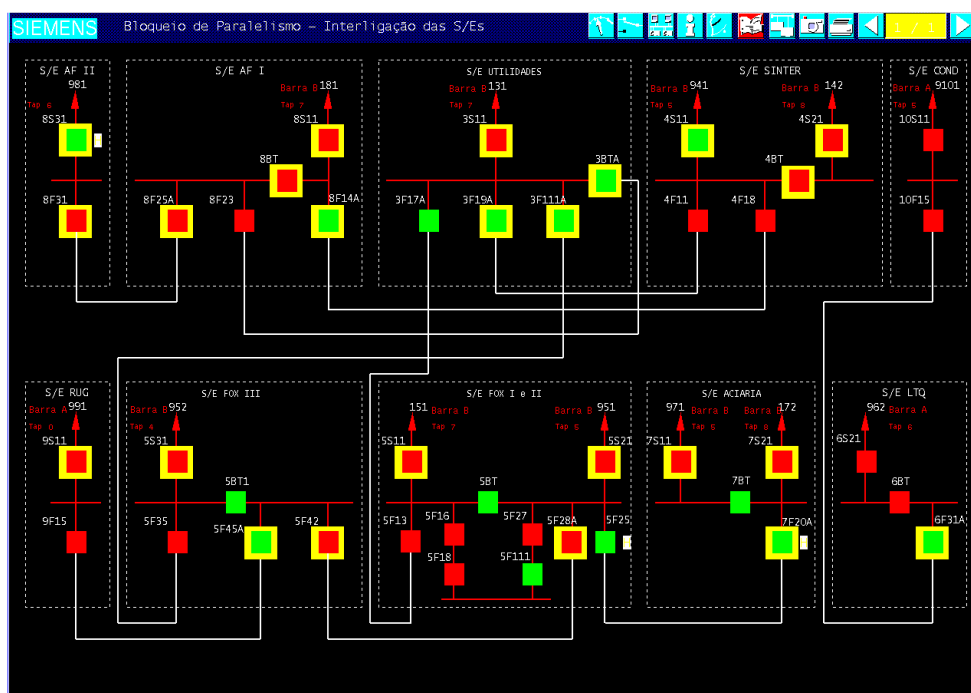 SIEMENS Bloqueio de Paralelismo – Interligação das S/Es 1 / 1
S/E AF II S/E AF I S/E UTILIDADES S/E SINTER S/E COND
981 Barra B 181 Barra B 131 Barra B 941 Barra B 142 Barra A 9101
Tap 6 Tap 7 Tap 7 Tap 5 Tap 6
8S31 8S11 3S11 4S11 4S21 10S11
8BT 3BTA 4BT
8F31 8F25A 8F23 8F14A 3F17A 3F19A 3F111A 4F11 4F18 10F15
S/E RUG S/E FOX III S/E FOX I e II S/E ACIARIA S/E LTQ
Barra A 991 Barra B 952 151 Barra B 951 Barra B 971 Barra B Barra B 172 962 Barra A
Tap 0 Tap 4 Tap 7 Tap 5 Tap 5 Tap 8 Tap 6
9S11 5S31 5S11 5S21 7S11 7S21 6S21
5BT1 5BT 7BT 6BT
9F15 5F35 5F45A 5F42 5F13 5F16 5F27 5F28A 5F25 7F20A 6F31A
5F18 5F111